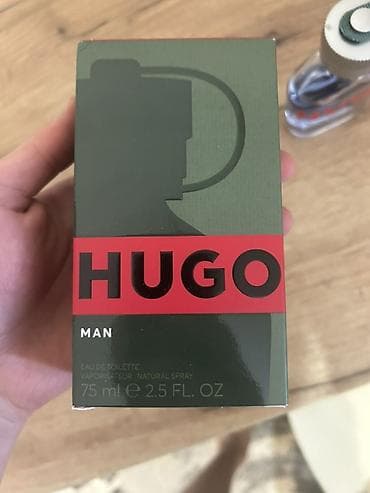 HUGO
MAN
EAU DE TOILETTE
VAPORISATEUR NATURAL SPRAY
75 ml ℮ 2.5 FL. OZ